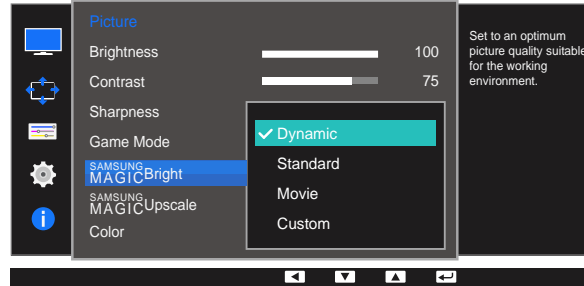 Picture
Brightness 100
Contrast 75
Sharpness
Game Mode
SAMSUNG
MAGICBright
SAMSUNG
MAGICUpscale
Color
Dynamic
Standard
Movie
Custom
Set to an optimum
picture quality suitable
for the working
environment.